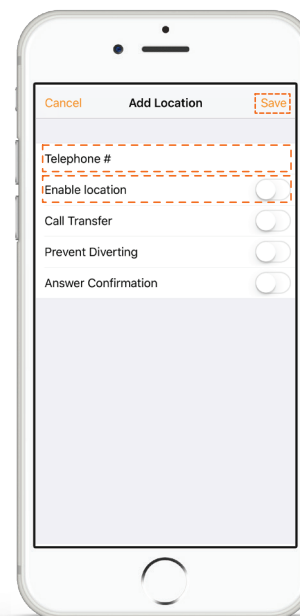 Cancel Add Location Save
Telephone #
Enable location
Call Transfer
Prevent Diverting
Answer Confirmation